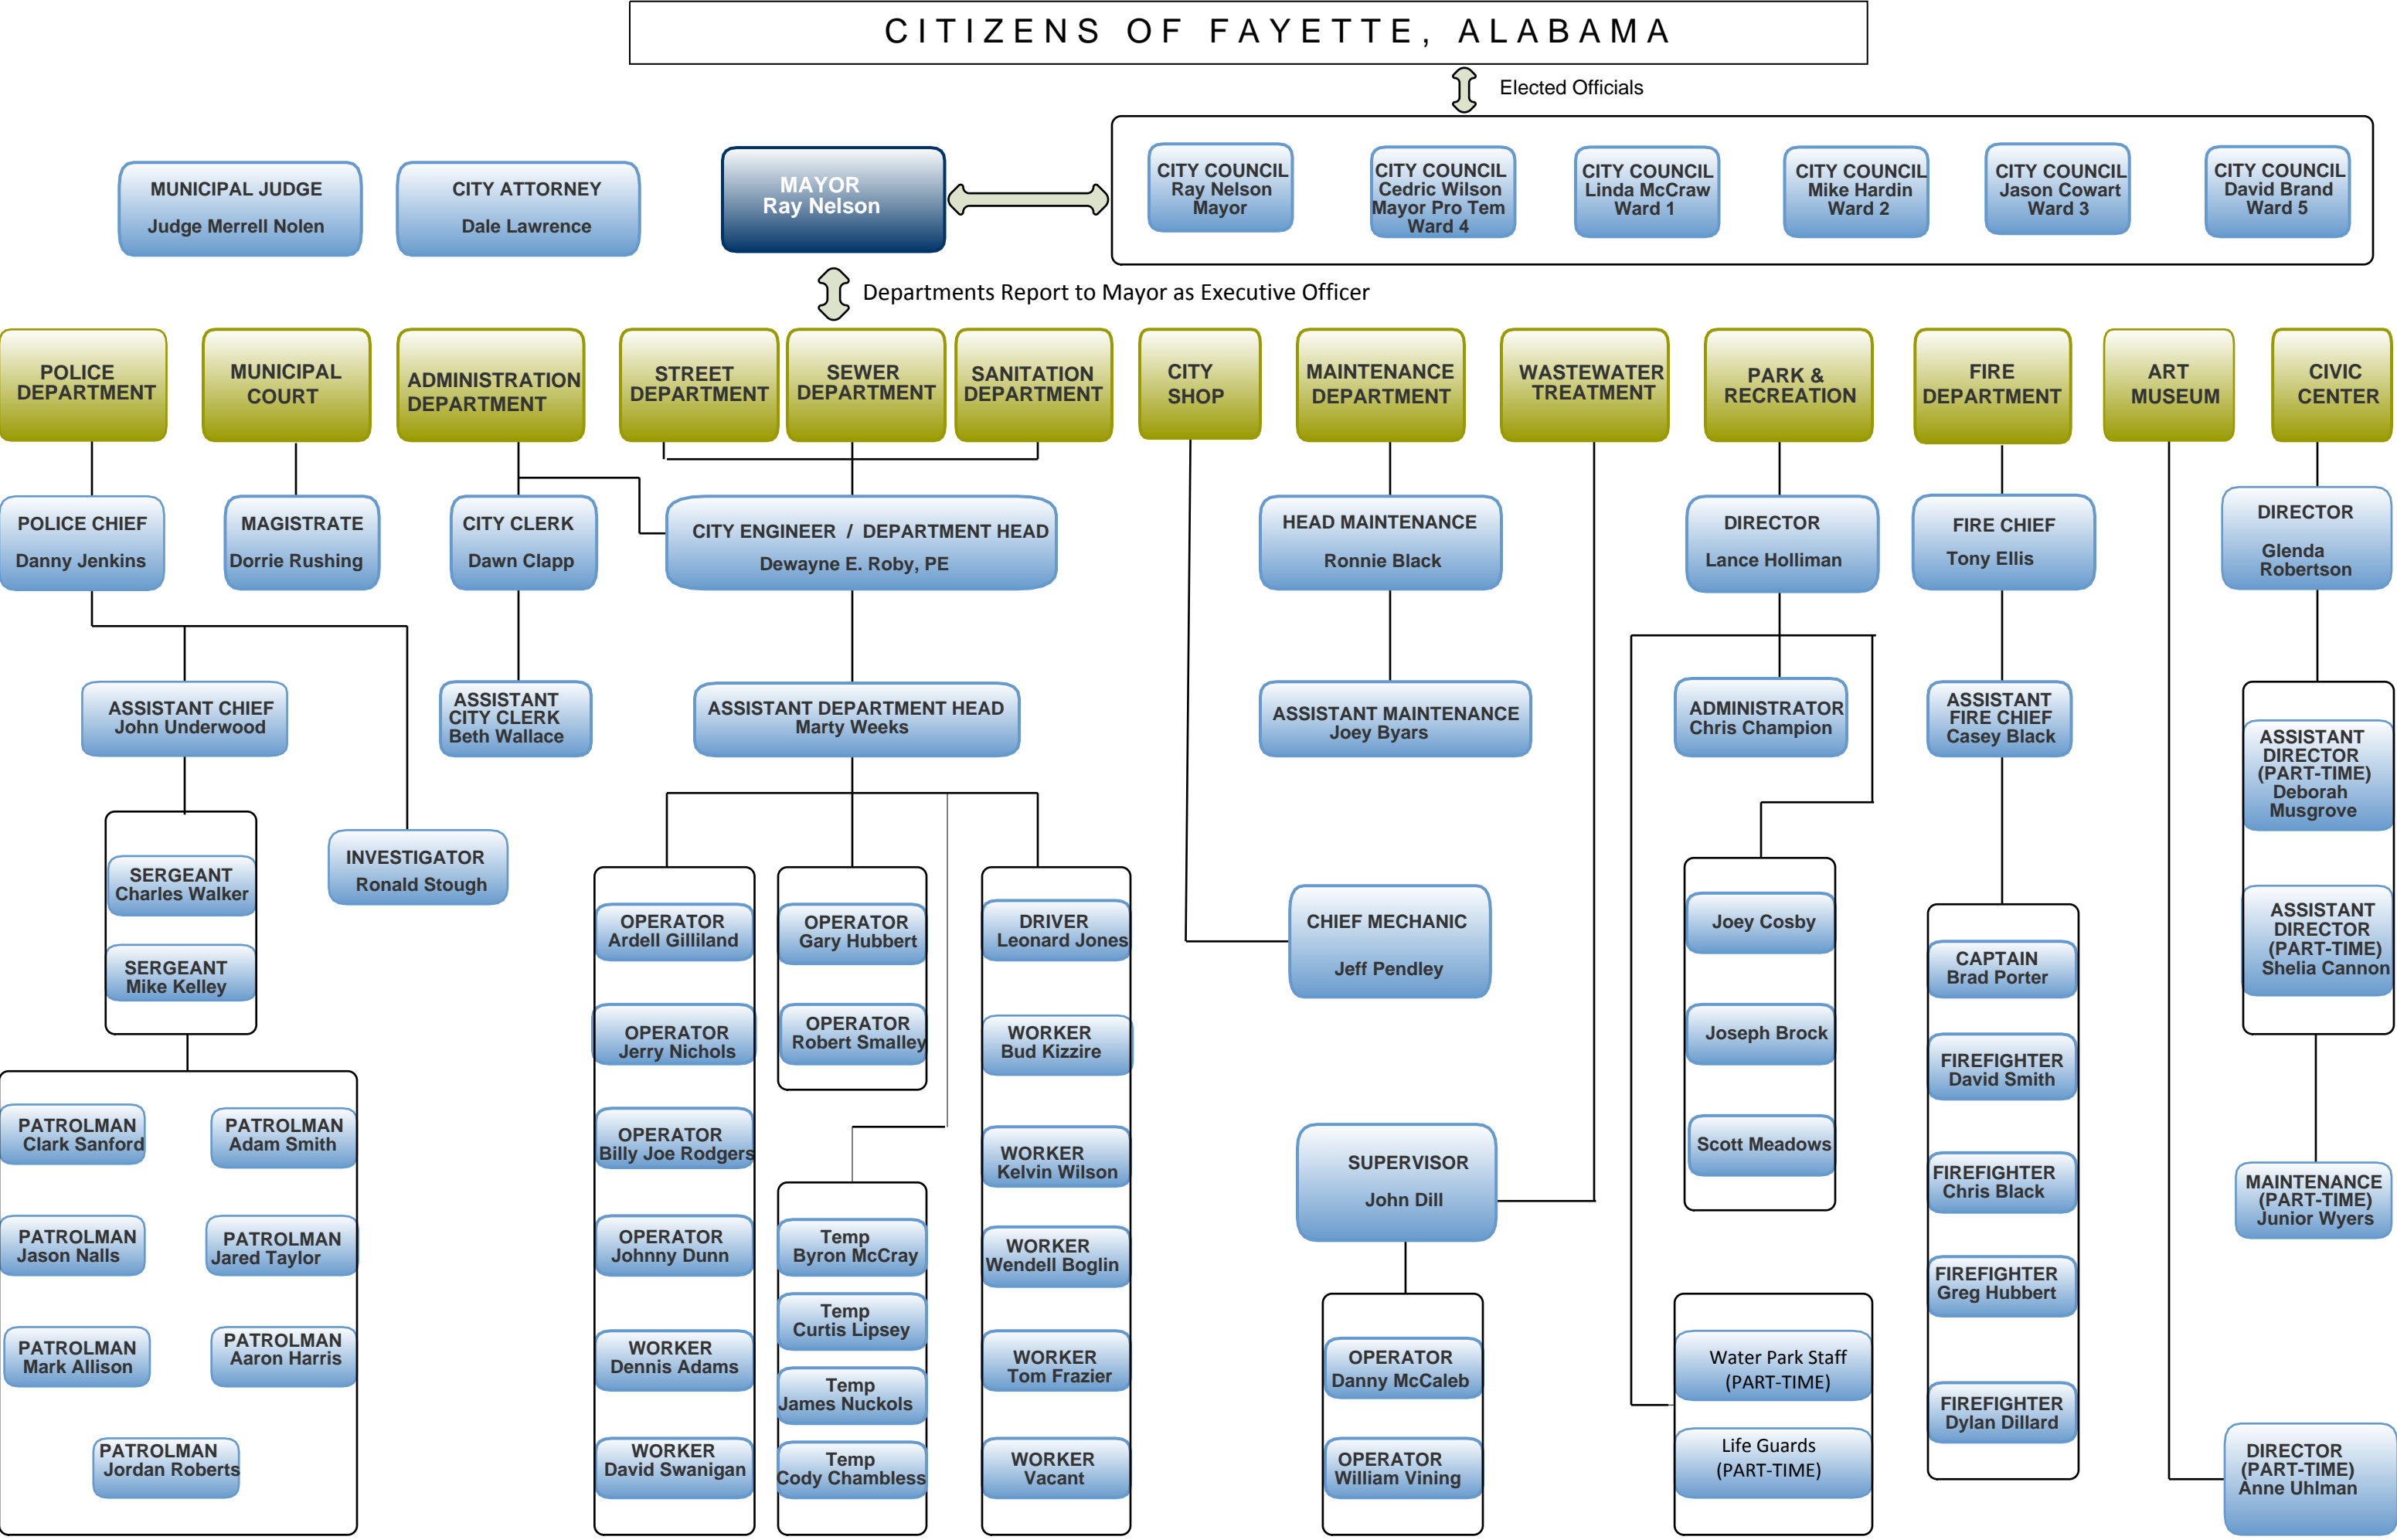 CITIZENS OF FAYETTE, ALABAMA
Elected Officials
MUNICIPAL JUDGE
Judge Merrell Nolen
CITY ATTORNEY
Dale Lawrence
MAYOR
Ray Nelson
CITY COUNCIL
Ray Nelson
Mayor
CITY COUNCIL
Cedric Wilson
Mayor Pro Tem
Ward 4
CITY COUNCIL
Linda McCraw
Ward 1
CITY COUNCIL
Mike Hardin
Ward 2
CITY COUNCIL
Jason Cowart
Ward 3
CITY COUNCIL
David Brand
Ward 5
Departments Report to Mayor as Executive Officer
POLICE
DEPARTMENT
MUNICIPAL
COURT
ADMINISTRATION
DEPARTMENT
STREET
DEPARTMENT
SEWER
DEPARTMENT
SANITATION
DEPARTMENT
CITY
SHOP
MAINTENANCE
DEPARTMENT
WASTEWATER
TREATMENT
PARK &
RECREATION
FIRE
DEPARTMENT
ART
MUSEUM
CIVIC
CENTER
POLICE CHIEF
Danny Jenkins
MAGISTRATE
Dorrie Rushing
CITY CLERK
Dawn Clapp
CITY ENGINEER / DEPARTMENT HEAD
Dewayne E. Roby, PE
HEAD MAINTENANCE
Ronnie Black
DIRECTOR
Lance Holliman
FIRE CHIEF
Tony Ellis
DIRECTOR
Glenda
Robertson
ASSISTANT CHIEF
John Underwood
ASSISTANT
CITY CLERK
Beth Wallace
ASSISTANT DEPARTMENT HEAD
Marty Weeks
ASSISTANT MAINTENANCE
Joey Byars
ADMINISTRATOR
Chris Champion
ASSISTANT
FIRE CHIEF
Casey Black
ASSISTANT
DIRECTOR
(PART-TIME)
Deborah
Musgrove
SERGEANT
Charles Walker
SERGEANT
Mike Kelley
INVESTIGATOR
Ronald Stough
OPERATOR
Ardell Gilliland
OPERATOR
Jerry Nichols
OPERATOR
Billy Joe Rodgers
OPERATOR
Johnny Dunn
WORKER
Dennis Adams
WORKER
David Swanigan
OPERATOR
Gary Hubbert
OPERATOR
Robert Smalley
Temp
Byron McCray
Temp
Curtis Lipsey
Temp
James Nuckols
Temp
Cody Chambless
DRIVER
Leonard Jones
WORKER
Bud Kizzire
WORKER
Kelvin Wilson
WORKER
Wendell Boglin
WORKER
Tom Frazier
WORKER
Vacant
CHIEF MECHANIC
Jeff Pendley
SUPERVISOR
John Dill
OPERATOR
Danny McCaleb
OPERATOR
William Vining
Joey Cosby
Joseph Brock
Scott Meadows
Water Park Staff
(PART-TIME)
Life Guards
(PART-TIME)
CAPTAIN
Brad Porter
FIREFIGHTER
David Smith
FIREFIGHTER
Chris Black
FIREFIGHTER
Greg Hubbert
FIREFIGHTER
Dylan Dillard
ASSISTANT
DIRECTOR
(PART-TIME)
Shelia Cannon
MAINTENANCE
(PART-TIME)
Junior Wyers
DIRECTOR
(PART-TIME)
Anne Uhlman
PATROLMAN
Clark Sanford
PATROLMAN
Adam Smith
PATROLMAN
Jason Nalls
PATROLMAN
Jared Taylor
PATROLMAN
Mark Allison
PATROLMAN
Aaron Harris
PATROLMAN
Jordan Roberts